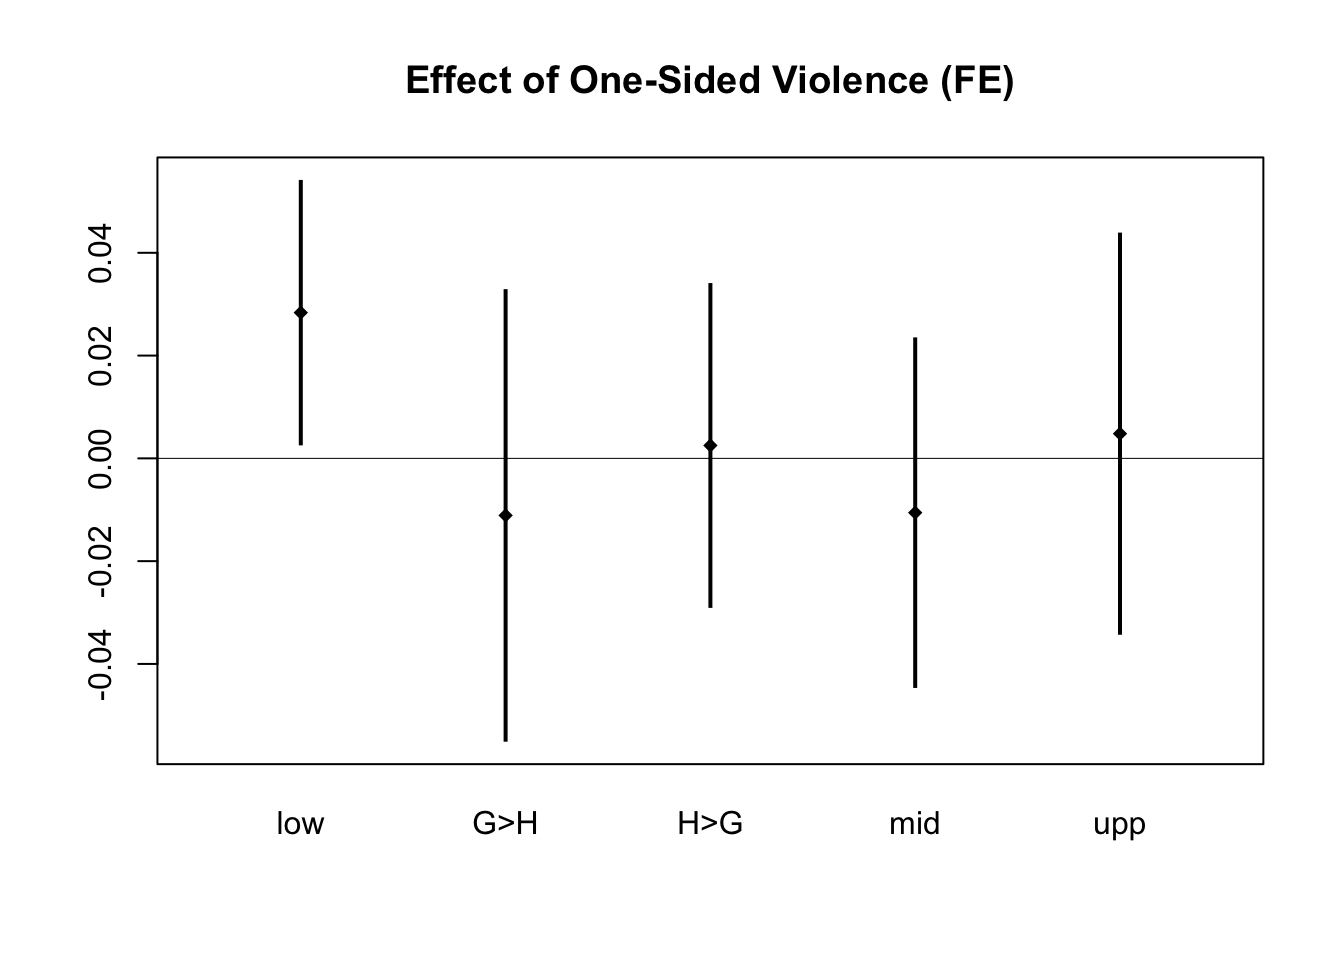 Effect of One-Sided Violence (FE)
0.04
0.02
0.00
-0.02
-0.04
low G>H H>G mid upp